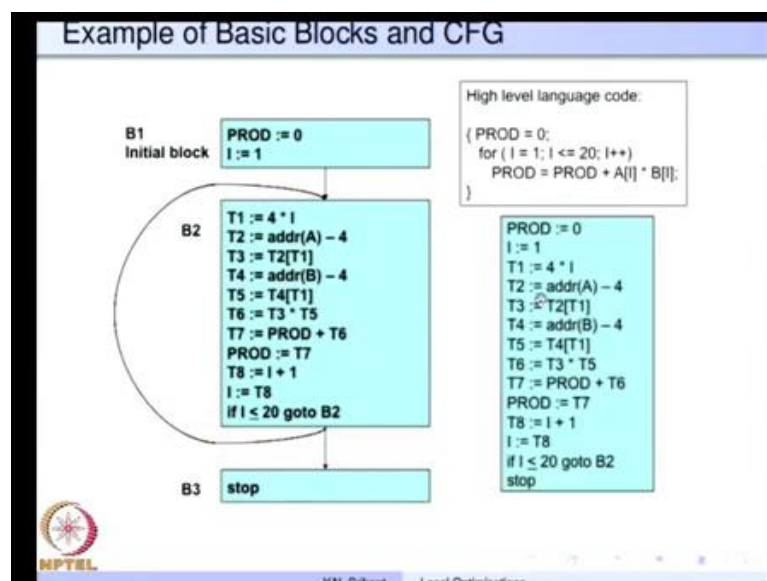 Example of Basic Blocks and CFG
High level language code:
{ PROD = 0;
for ( I = 1; I <= 20; I++)
PROD = PROD + A[I] * B[I];
}
B1
Initial block
PROD := 0
I := 1
B2
T1 := 4 * I
T2 := addr(A) – 4
T3 := T2[T1]
T4 := addr(B) – 4
T5 := T4[T1]
T6 := T3 * T5
T7 := PROD + T6
PROD := T7
T8 := I + 1
I := T8
if I ≤ 20 goto B2
B3
stop
PROD := 0
I := 1
T1 := 4 * I
T2 := addr(A) – 4
T3 := T2[T1]
T4 := addr(B) – 4
T5 := T4[T1]
T6 := T3 * T5
T7 := PROD + T6
PROD := T7
T8 := I + 1
I := T8
if I ≤ 20 goto B2
stop
NPTEL